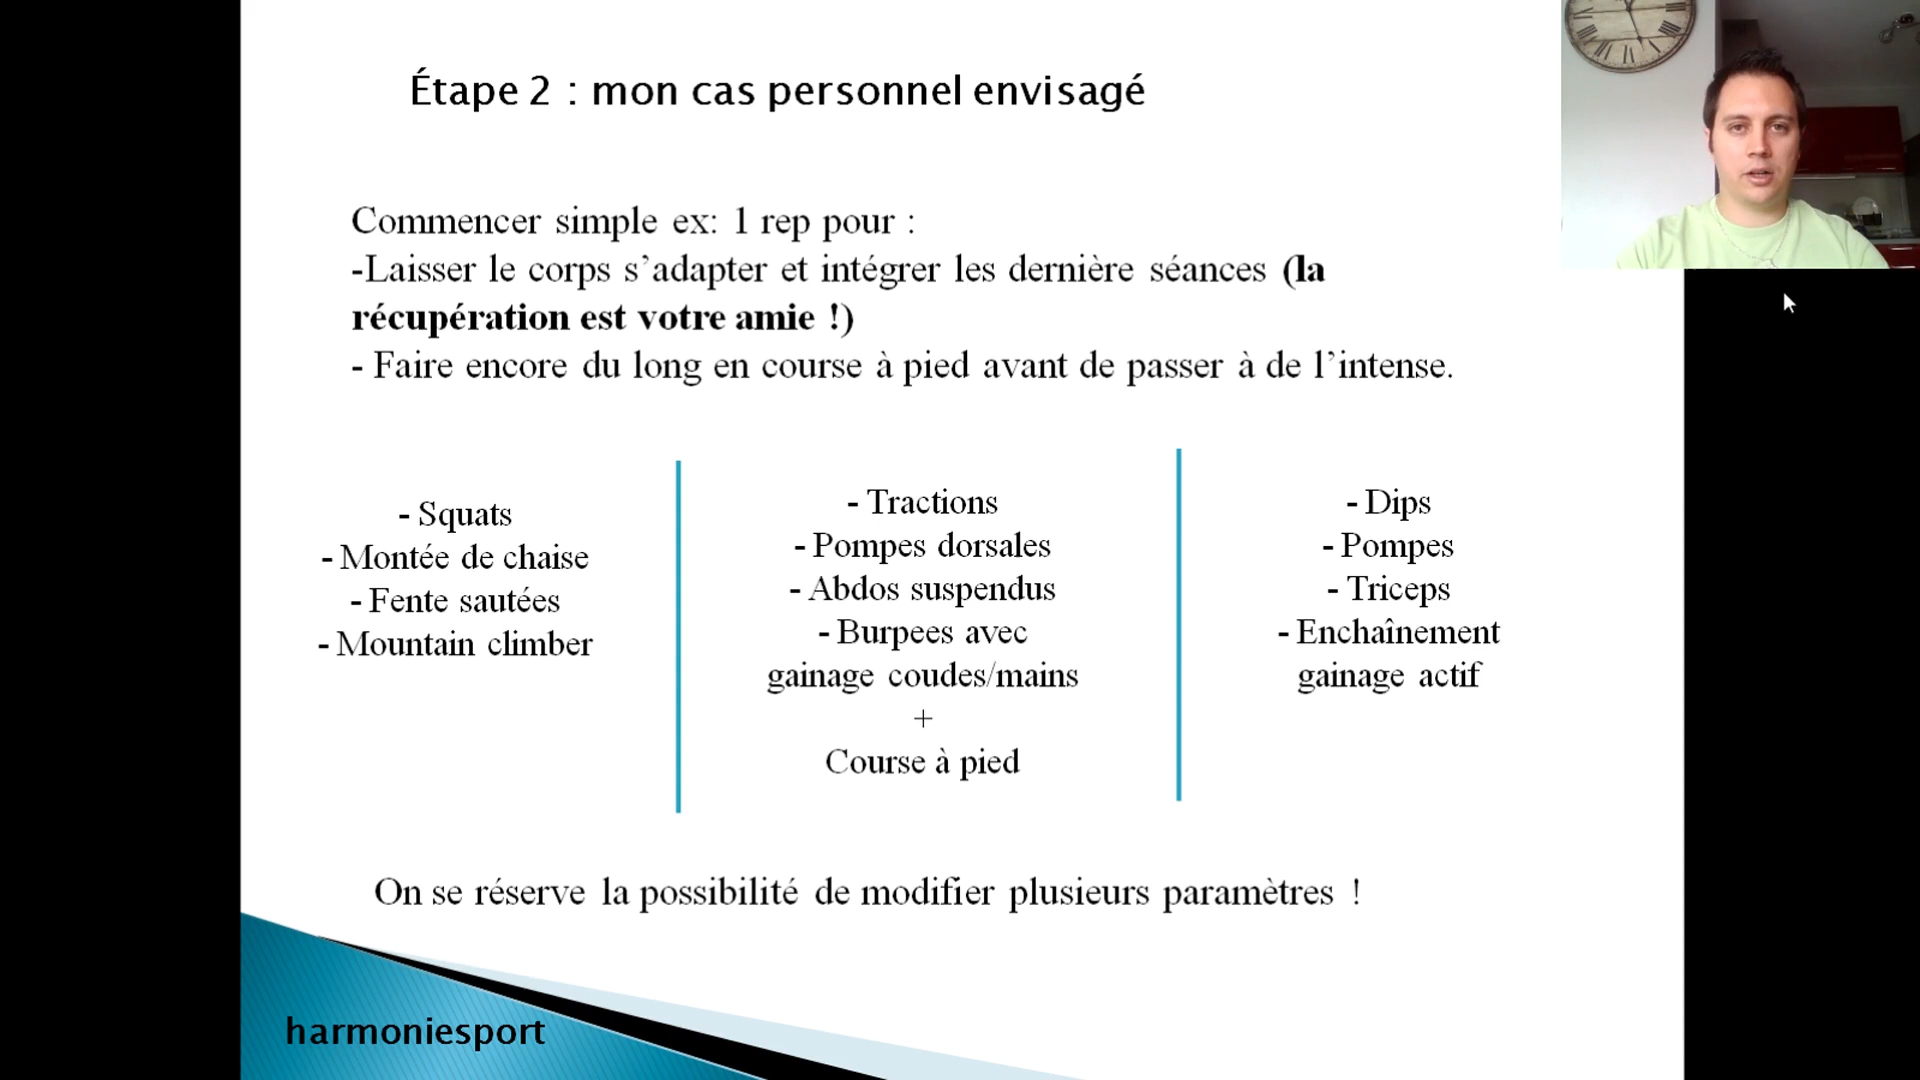 Étape 2 : mon cas personnel envisagé
Commencer simple ex: 1 rep pour :
-Laisser le corps s’adapter et intégrer les dernière séances (la
récupération est votre amie !)
- Faire encore du long en course à pied avant de passer à de l’intense.
- Squats
- Montée de chaise
- Fente sautées
- Mountain climber
- Tractions
- Pompes dorsales
- Abdos suspendus
- Burpees avec
gainage coudes/mains
+
Course à pied
- Dips
- Pompes
- Triceps
- Enchaînement
gainage actif
On se réserve la possibilité de modifier plusieurs paramètres !
harmoniesport